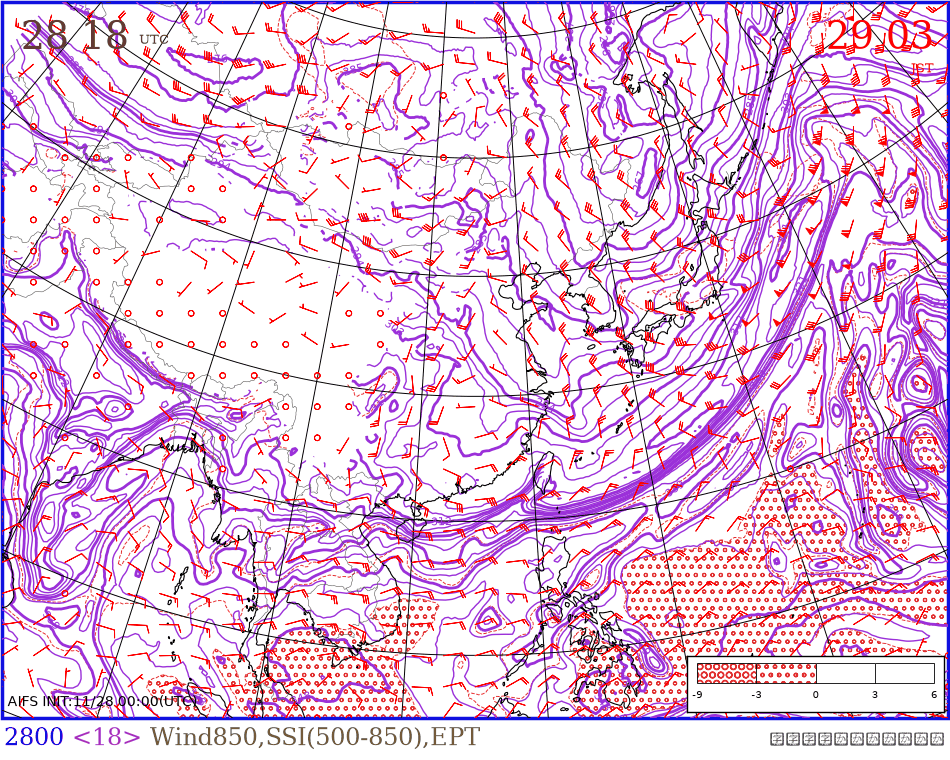 28 18 UTC
29.03
JST
AIFS INIT:11/28 00:00(UTC)
-9 -3 0 3 6
2800 <18> Wind850,SSI(500-850),EPT